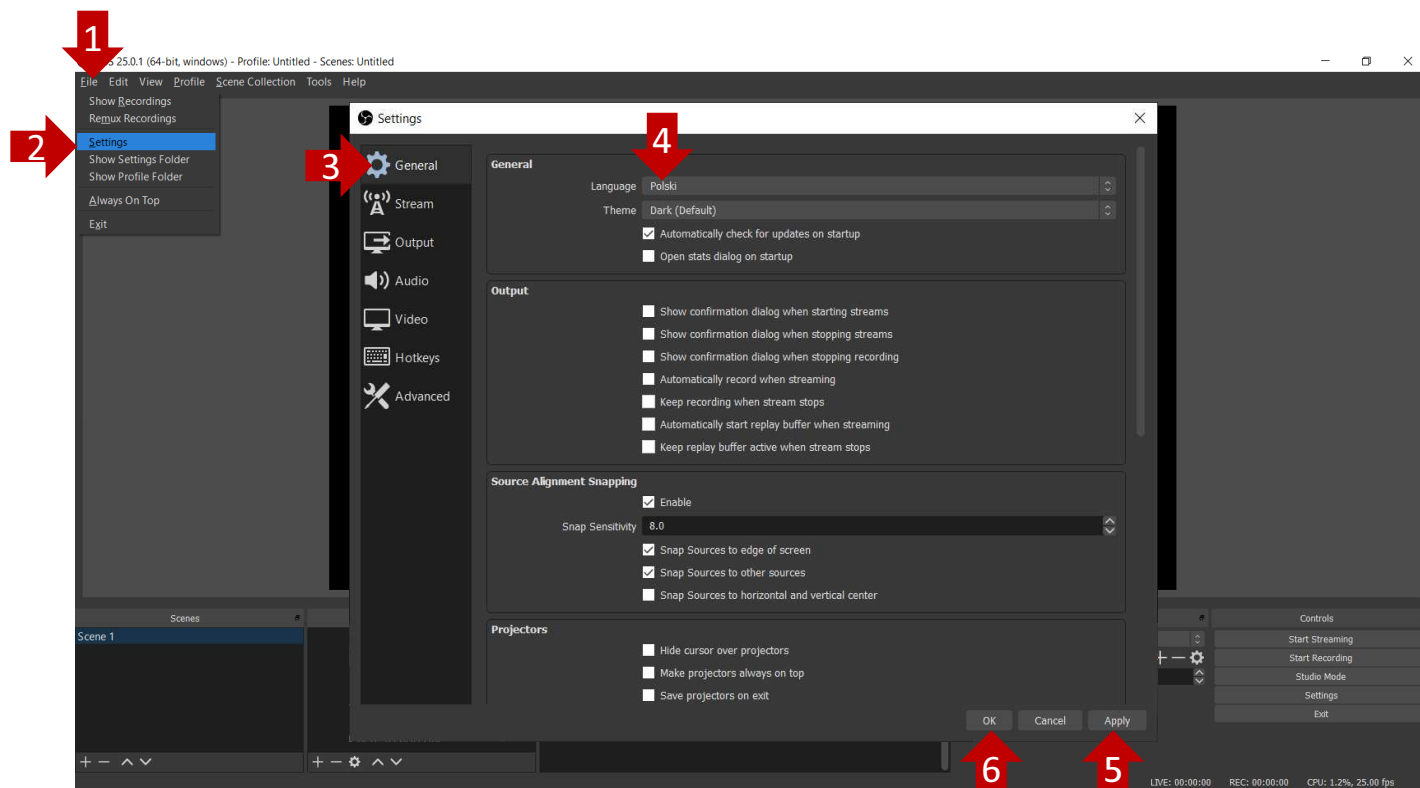 1
S 25.0.1 (64-bit, windows) - Profile: Untitled - Scenes: Untitled
File Edit View Profile Scene Collection Tools Help
Show Recordings
Remux Recordings
2
Settings
Show Settings Folder
Show Profile Folder
Always On Top
Exit
Settings
3
General
Stream
Output
Audio
Video
Hotkeys
Advanced
4
General
Language Polski
Theme Dark (Default)
Automatically check for updates on startup
Open stats dialog on startup
Output
Show confirmation dialog when starting streams
Show confirmation dialog when stopping streams
Show confirmation dialog when stopping recording
Automatically record when streaming
Keep recording when stream stops
Automatically start replay buffer when streaming
Keep replay buffer active when stream stops
Source Alignment Snapping
Enable
Snap Sensitivity 8.0
Snap Sources to edge of screen
Snap Sources to other sources
Snap Sources to horizontal and vertical center
Projectors
Hide cursor over projectors
Make projectors always on top
Save projectors on exit
OK Cancel Apply
6 5
Scenes
Scene 1
Controls
Start Streaming
Start Recording
Studio Mode
Settings
Exit
LIVE: 00:00:00 REC: 00:00:00 CPU: 1.2%, 25.00 fps